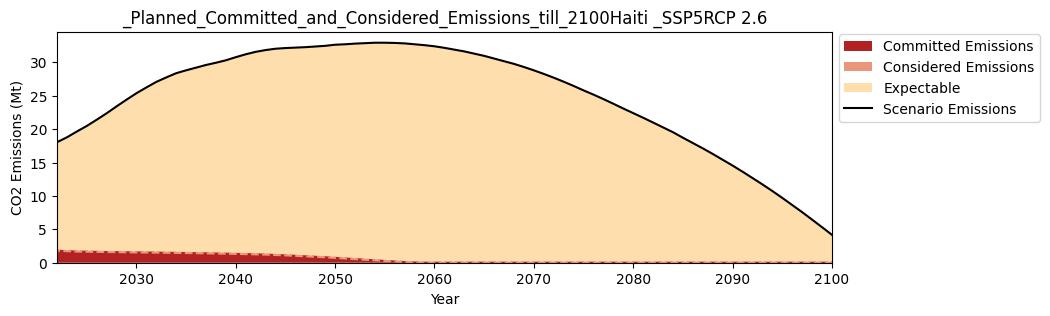 _Planned_Committed_and_Considered_Emissions_till_2100Haiti _SSP5RCP 2.6
CO2 Emissions (Mt)
30
25
20
15
10
5
0
2030 2040 2050 2060 2070 2080 2090 2100
Year
Committed Emissions
Considered Emissions
Expectable
Scenario Emissions